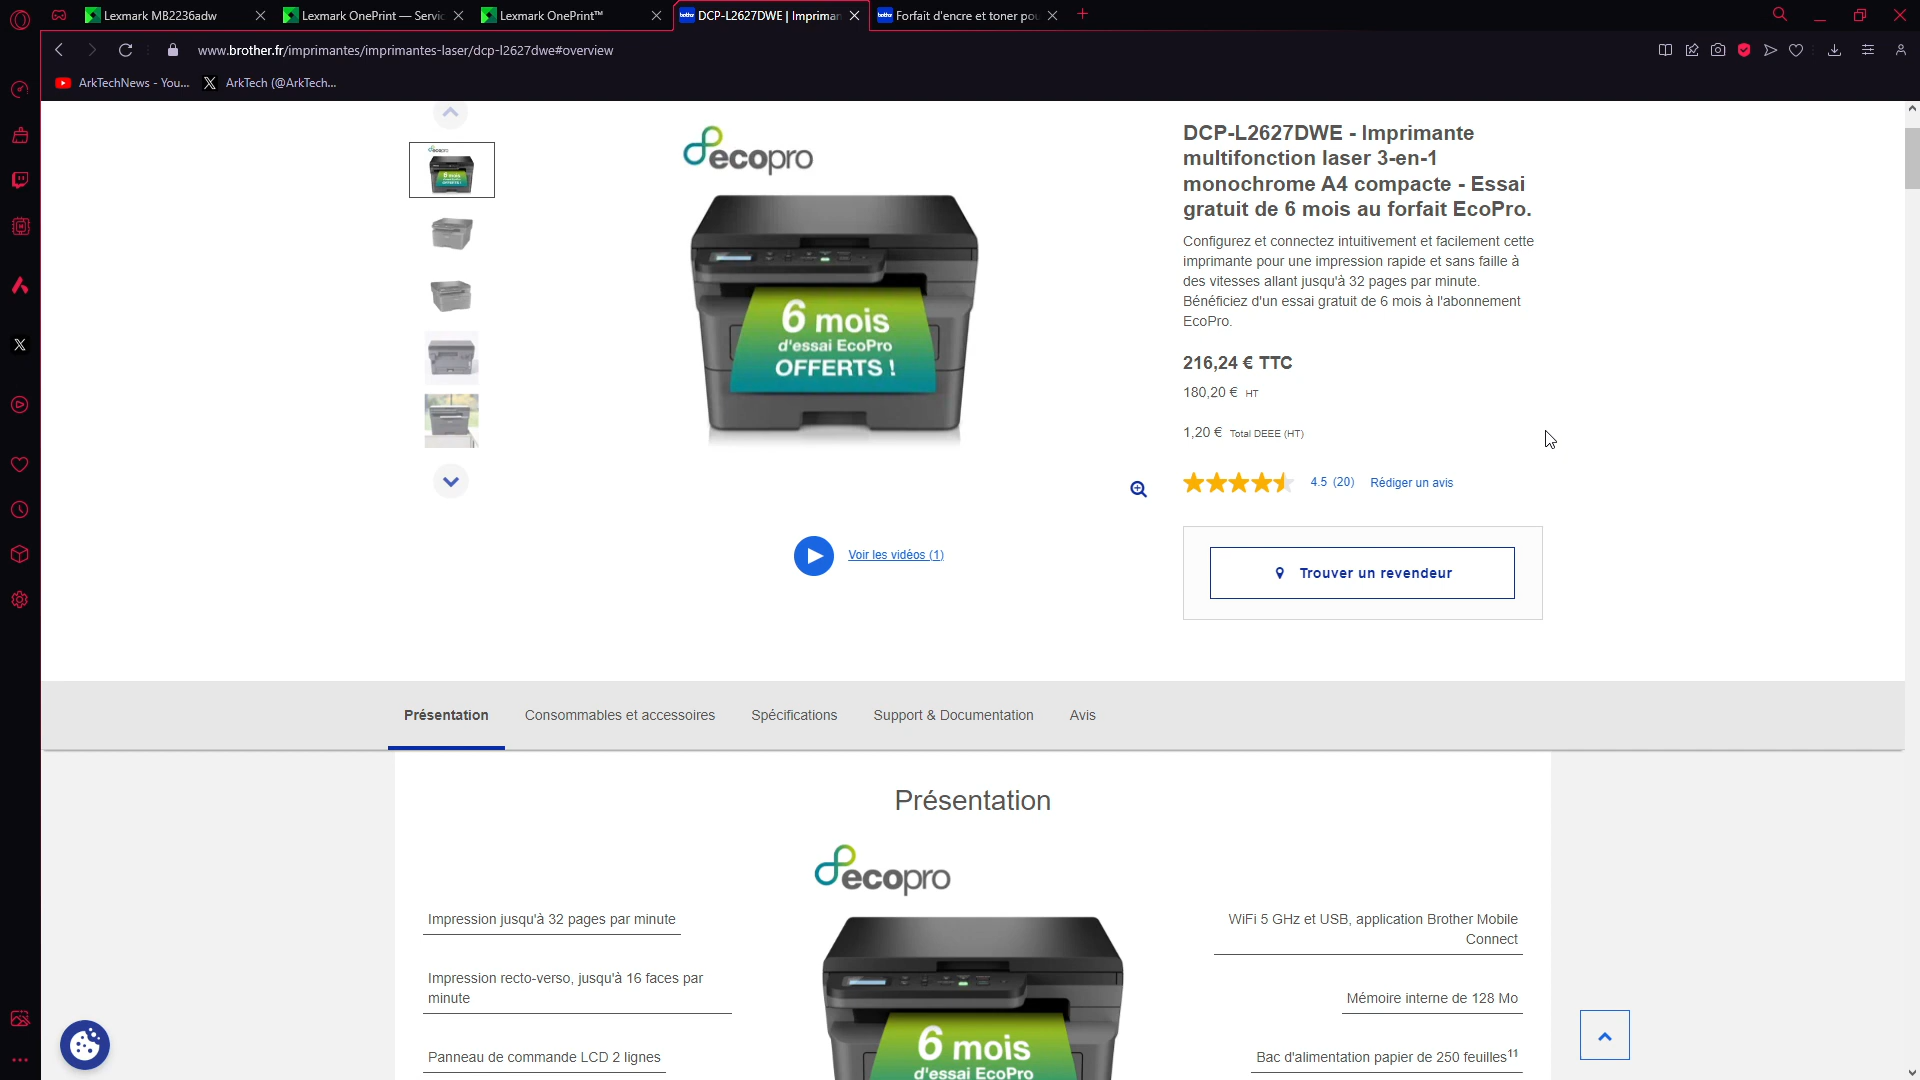 Lexmark MB2236adw
Lexmark OnePrint — Servic
Lexmark OnePrint™
DCP-L2627DWE | Impriman
Forfait d'encre et toner pou
www.brother.fr/imprimantes/imprimantes-laser/dcp-l2627dwe#overview
ArkTechNews - You...
ArkTech (@ArkTech...
ecopro
6 mois
d'essai EcoPro
OFFERTS !
Voir les vidéos (1)
DCP-L2627DWE - Imprimante
multifonction laser 3-en-1
monochrome A4 compacte - Essai
gratuit de 6 mois au forfait EcoPro.
Configurez et connectez intuitivement et facilement cette
imprimante pour une impression rapide et sans faille à
des vitesses allant jusqu'à 32 pages par minute.
Bénéficiez d'un essai gratuit de 6 mois à l'abonnement
EcoPro.
216,24 € TTC
180,20 € HT
1,20 € Total DEEE (HT)
4.5 (20) Rédiger un avis
Trouver un revendeur
Présentation
Consommables et accessoires
Spécifications
Support & Documentation
Avis
Présentation
ecopro
Impression jusqu'à 32 pages par minute
Impression recto-verso, jusqu'à 16 faces par
minute
Panneau de commande LCD 2 lignes
6 mois
d'essai EcoPro
WiFi 5 GHz et USB, application Brother Mobile
Connect
Mémoire interne de 128 Mo
Bac d'alimentation papier de 250 feuilles¹¹